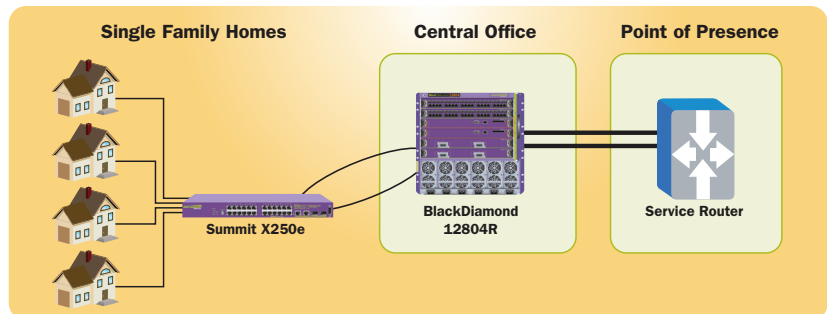 Single Family Homes
Central Office
Point of Presence
Summit X250e
BlackDiamond
12804R
Service Router